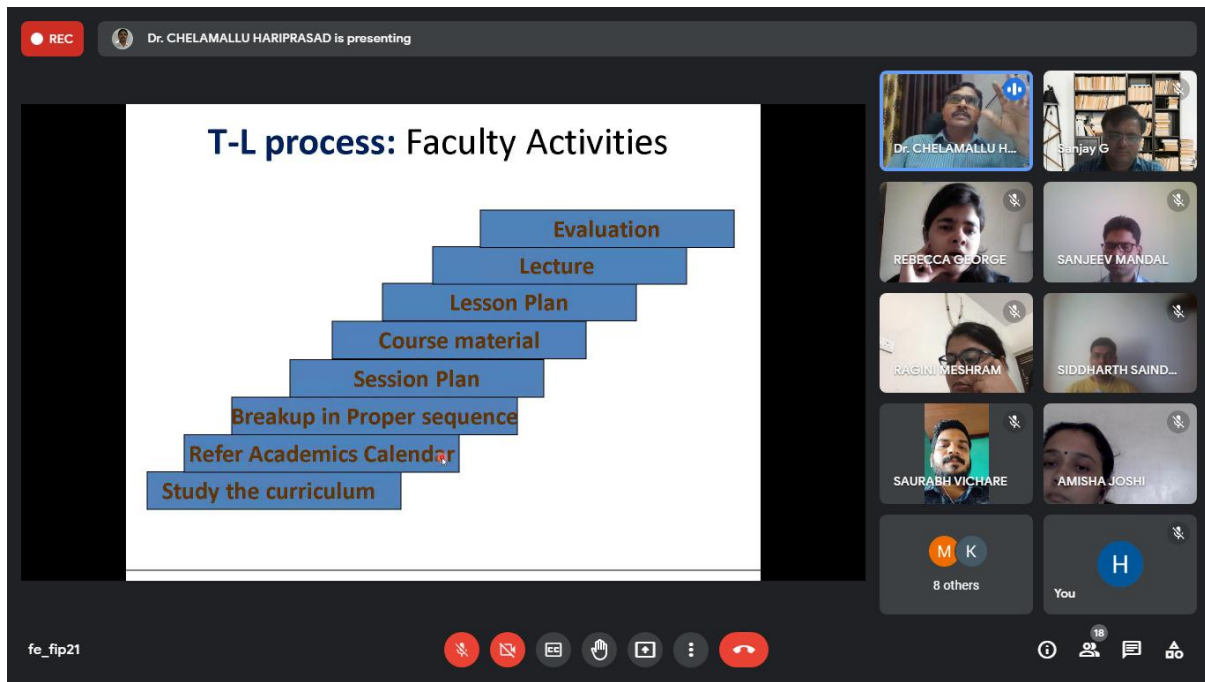 REC
Dr. CHELAMALLU HARIPRASAD is presenting
T-L process: Faculty Activities
Evaluation
Lecture
Lesson Plan
Course material
Session Plan
Breakup in Proper sequence
Refer Academics Calendar
Study the curriculum
Dr. CHELAMALLU H...
Sanjay G
REBECCA GEORGE
SANJEEV MANDAL
RAGINI MESHRAM
SIDDHARTH SAIND...
SAURABH VICHARE
AMISHA JOSHI
M K
8 others
H
You
fe_fip21
CC
18